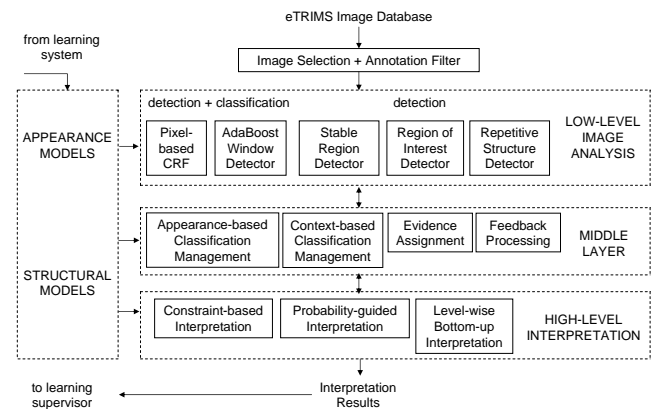 eTRIMS Image Database
from learning
system
Image Selection + Annotation Filter
detection + classification
detection
APPEARANCE
MODELS
Pixel-
based
CRF
AdaBoost
Window
Detector
Stable
Region
Detector
Region of
Interest
Detector
Repetitive
Structure
Detector
LOW-LEVEL
IMAGE
ANALYSIS
Appearance-based
Classification
Management
Context-based
Classification
Management
Evidence
Assignment
Feedback
Processing
MIDDLE
LAYER
STRUCTURAL
MODELS
Constraint-based
Interpretation
Probability-guided
Interpretation
Level-wise
Bottom-up
Interpretation
HIGH-LEVEL
INTERPRETATION
to learning
supervisor
Interpretation
Results